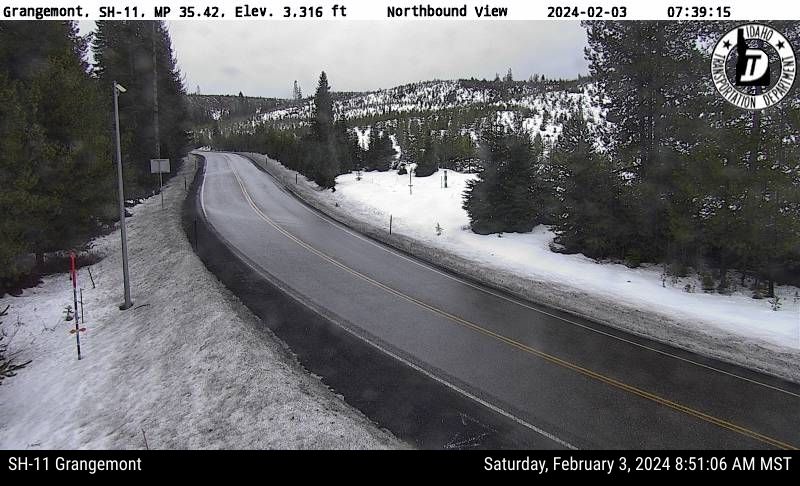 Grangemont, SH-11, MP 35.42, Elev. 3,316 ft Northbound View 2024-02-03 07:39:15
IDAHO
TRANSPORTATION DEPARTMENT
SH-11 Grangemont Saturday, February 3, 2024 8:51:06 AM MST